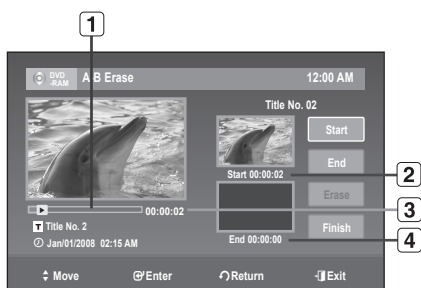 1
DVD
-RAM
A B Erase
12:00 AM
Title No. 02
Start
End
Start 00:00:02
2
Erase
00:00:02
3
T Title No. 2
Finish
Jan/01/2008 02:15 AM
End 00:00:00
4
Move
Enter
Return
Exit